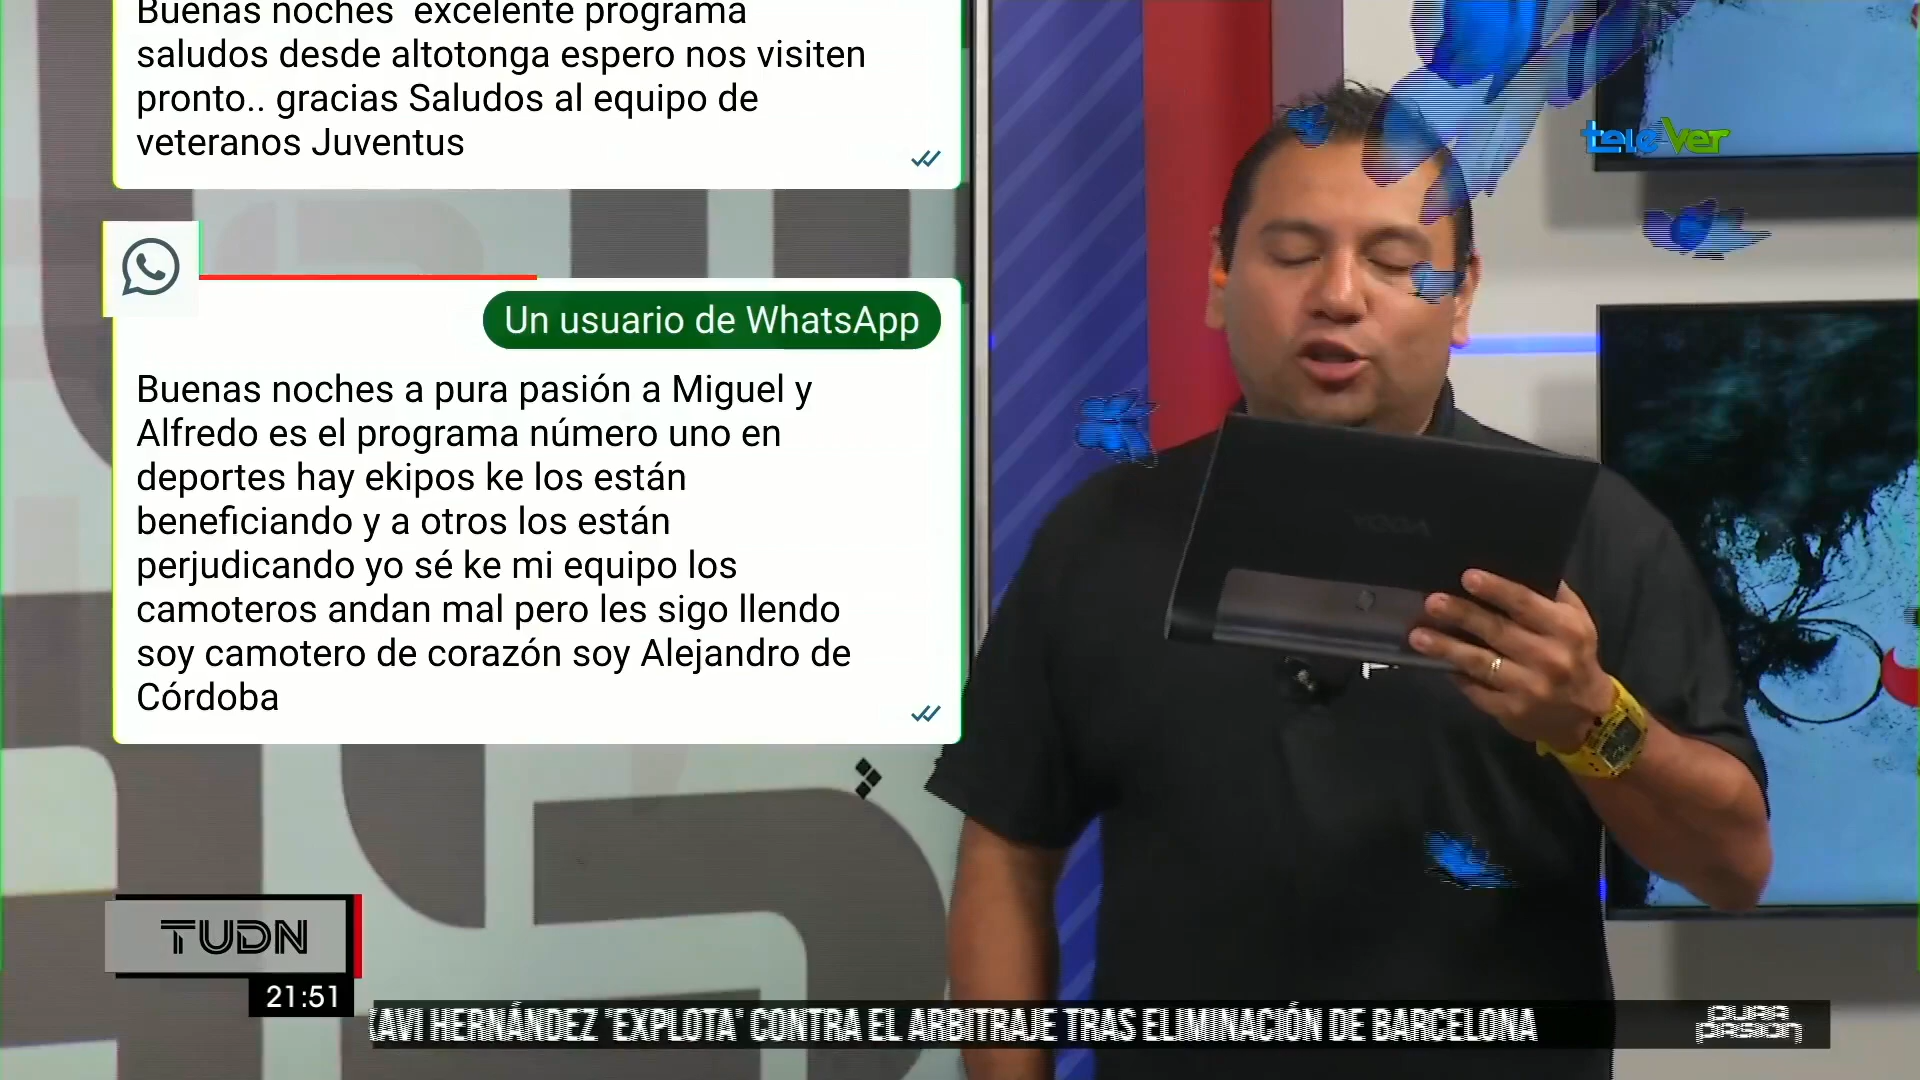 Buenas noches  excelente programa
saludos desde altotonga espero nos visiten
pronto.. gracias Saludos al equipo de
veteranos Juventus
Un usuario de WhatsApp
Buenas noches a pura pasión a Miguel y
Alfredo es el programa número uno en
deportes hay ekipos ke los están
beneficiando y a otros los están
perjudicando yo sé ke mi equipo los
camoteros andan mal pero les sigo llendo
soy camotero de corazón soy Alejandro de
Córdoba
teleVer
TUDN
21:51
XAVI HERNÁNDEZ 'EXPLOTA' CONTRA EL ARBITRAJE TRAS ELIMINACIÓN DE BARCELONA
PURA
PASIÓN